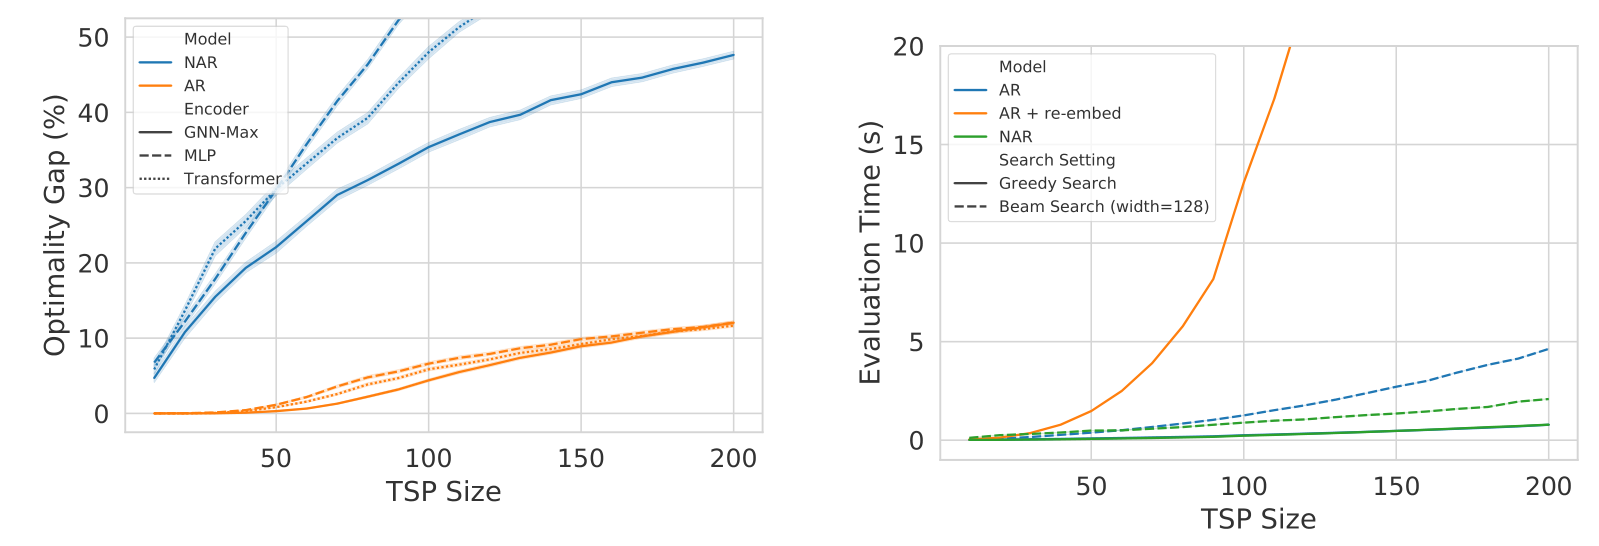 Optimality Gap (%)
50
40
30
20
10
0
Model
NAR
AR
Encoder
GNN-Max
MLP
Transformer
50 100 150 200
TSP Size
Evaluation Time (s)
20
15
10
5
0
Model
AR
AR + re-embed
NAR
Search Setting
Greedy Search
Beam Search (width=128)
50 100 150 200
TSP Size